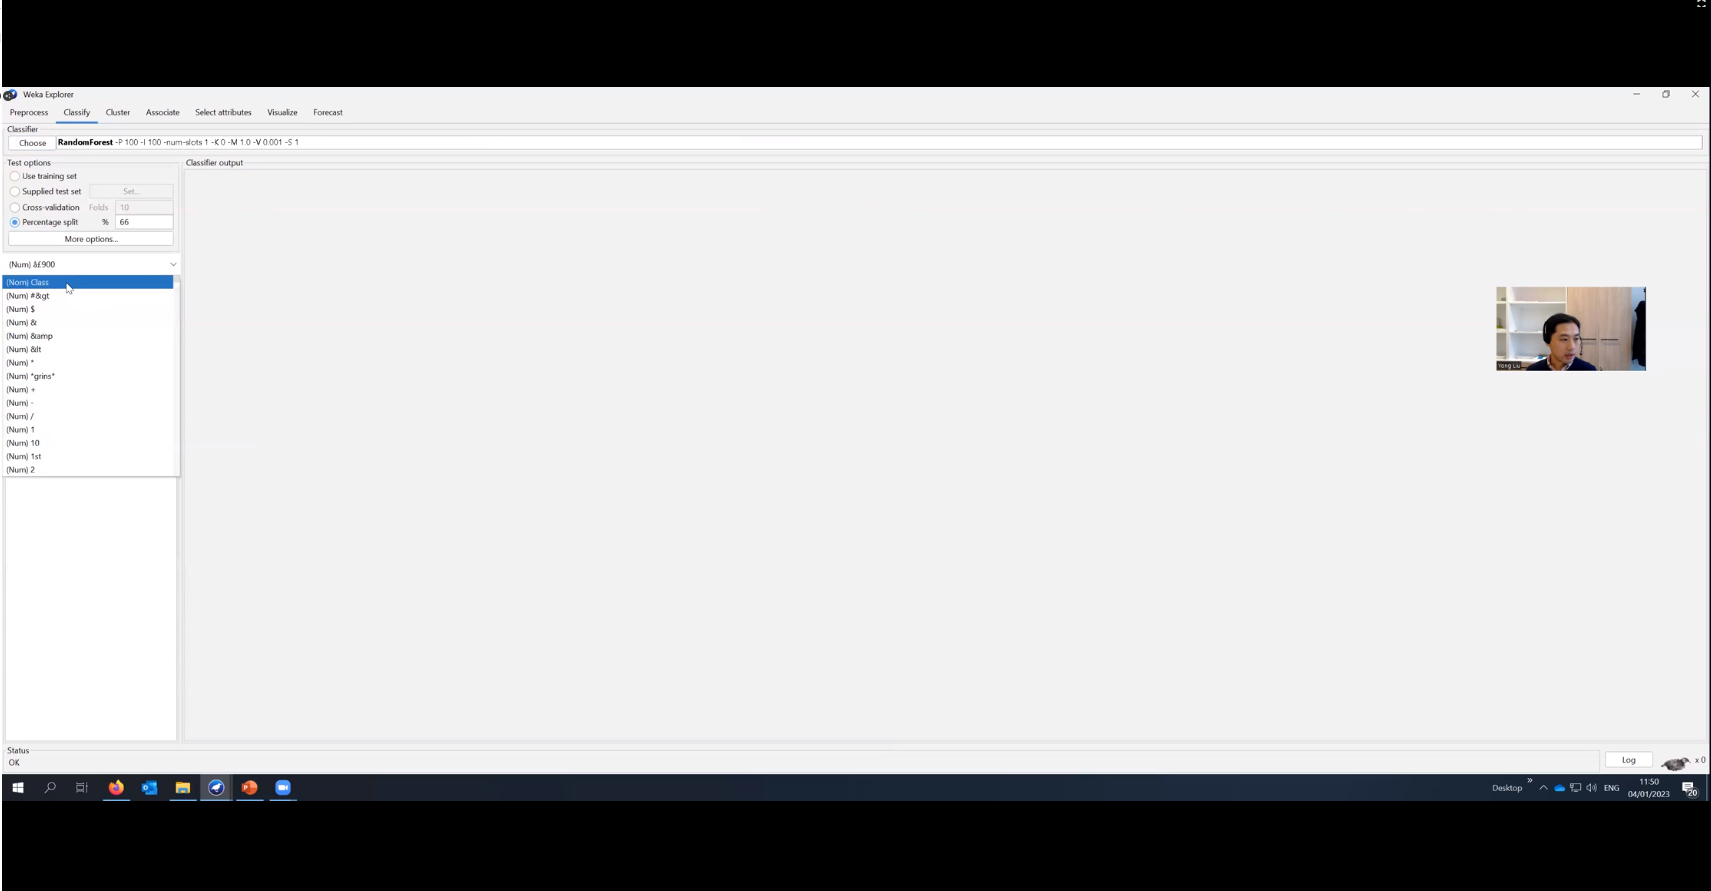 Weka Explorer
Preprocess Classify Cluster Associate Select attributes Visualize Forecast
Classifier
Choose RandomForest -P 100 -I 100 -num-slots 1 -K 0 -M 1.0 -V 0.001 -S 1
Test options
Classifier output
Use training set
Supplied test set Set...
Cross-validation Folds 10
Percentage split % 66
More options...
(Num) å£900
(Nom) Class
(Num) #&gt
(Num) $
(Num) &
(Num) &amp
(Num) &lt
(Num) *
(Num) *grins*
(Num) +
(Num) -
(Num) /
(Num) 1
(Num) 10
(Num) 1st
(Num) 2
Yong Liu
Status
OK
Log
x 0
Desktop
ENG
11:50
04/01/2023
20